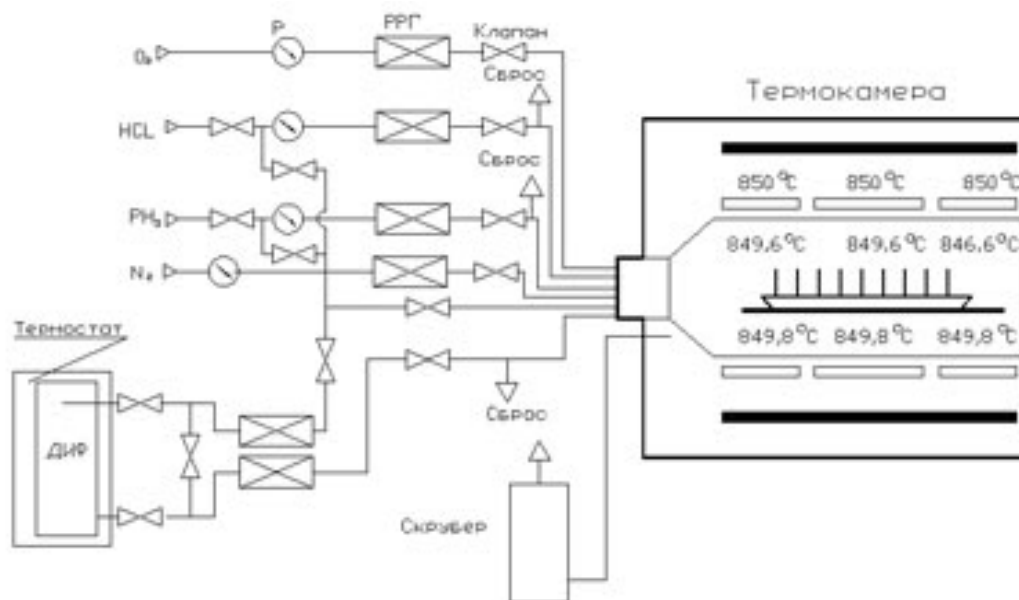 P
РРГ
Клапан
O₂
Сброс
HCL
Сброс
PH₃
N₂
Термостат
ДИФ
Сброс
Скрубер
Термокамера
850°C 850°C 850°C
849,6°C 849,6°C 846,6°C
849,8°C 849,8°C 849,8°C